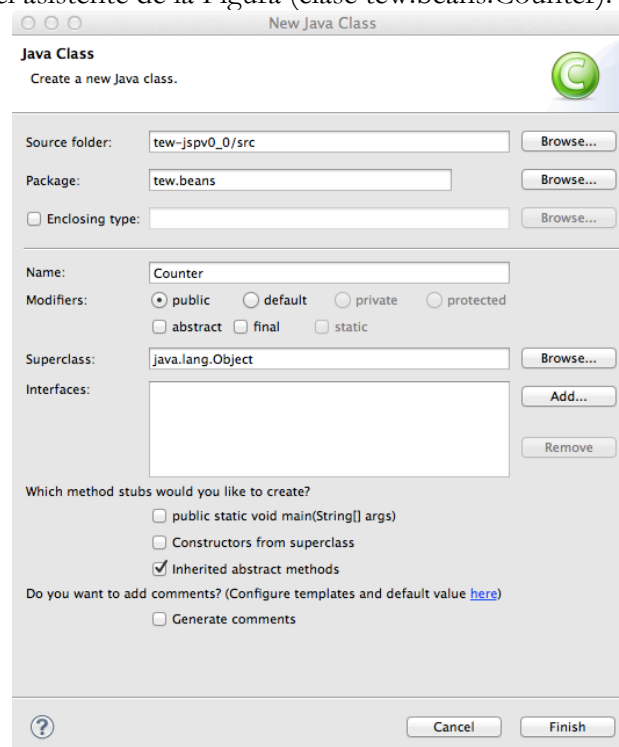 el asistente de la Figura (clase tew.beans.Counter).
New Java Class
Java Class
Create a new Java class.
Source folder: tew-jspv0_0/src Browse...
Package: tew.beans Browse...
Enclosing type: Browse...
Name: Counter
Modifiers: public default private protected
abstract final static
Superclass: java.lang.Object Browse...
Interfaces: Add...
Remove
Which method stubs would you like to create?
public static void main(String[] args)
Constructors from superclass
Inherited abstract methods
Do you want to add comments? (Configure templates and default value here)
Generate comments
? Cancel Finish